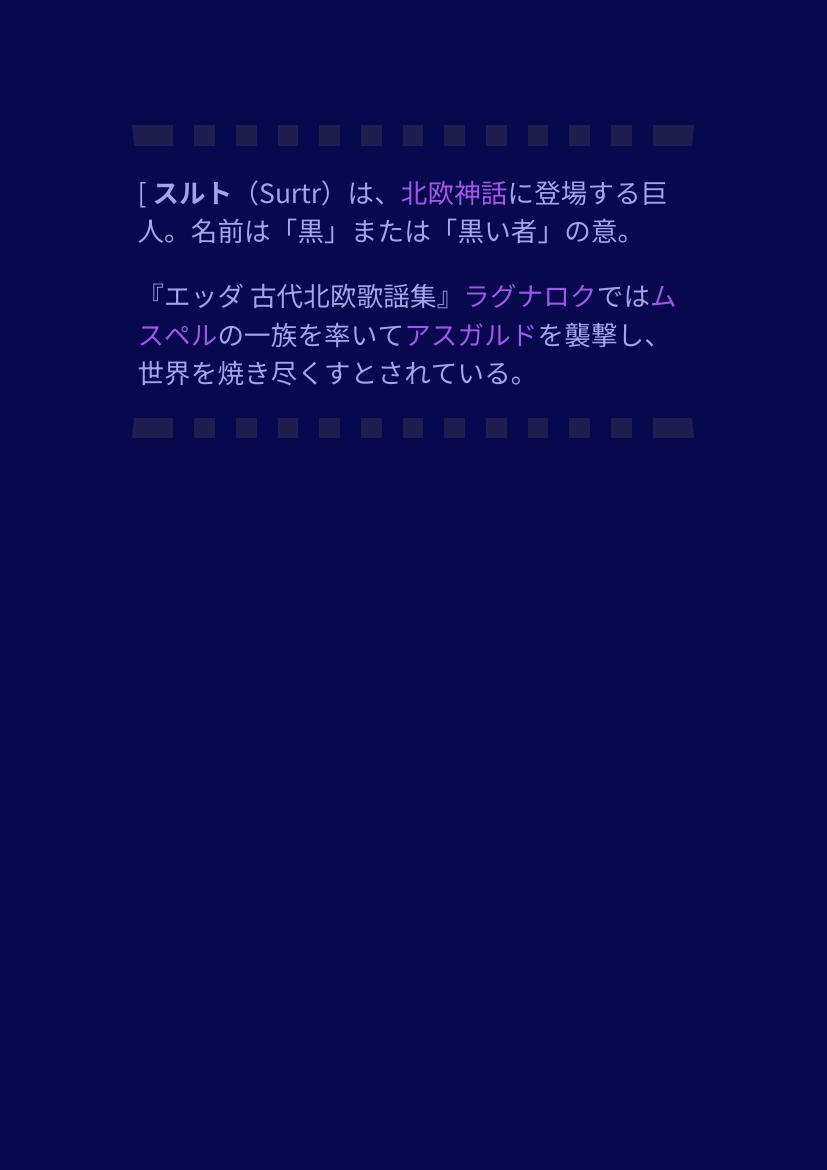 [ スルト（Surtr）は、北欧神話に登場する巨
人。名前は「黒」または「黒い者」の意。
『エッダ 古代北欧歌謡集』ラグナロクではム
スペルの一族を率いてアスガルドを襲撃し、
世界を焼き尽くすとされている。